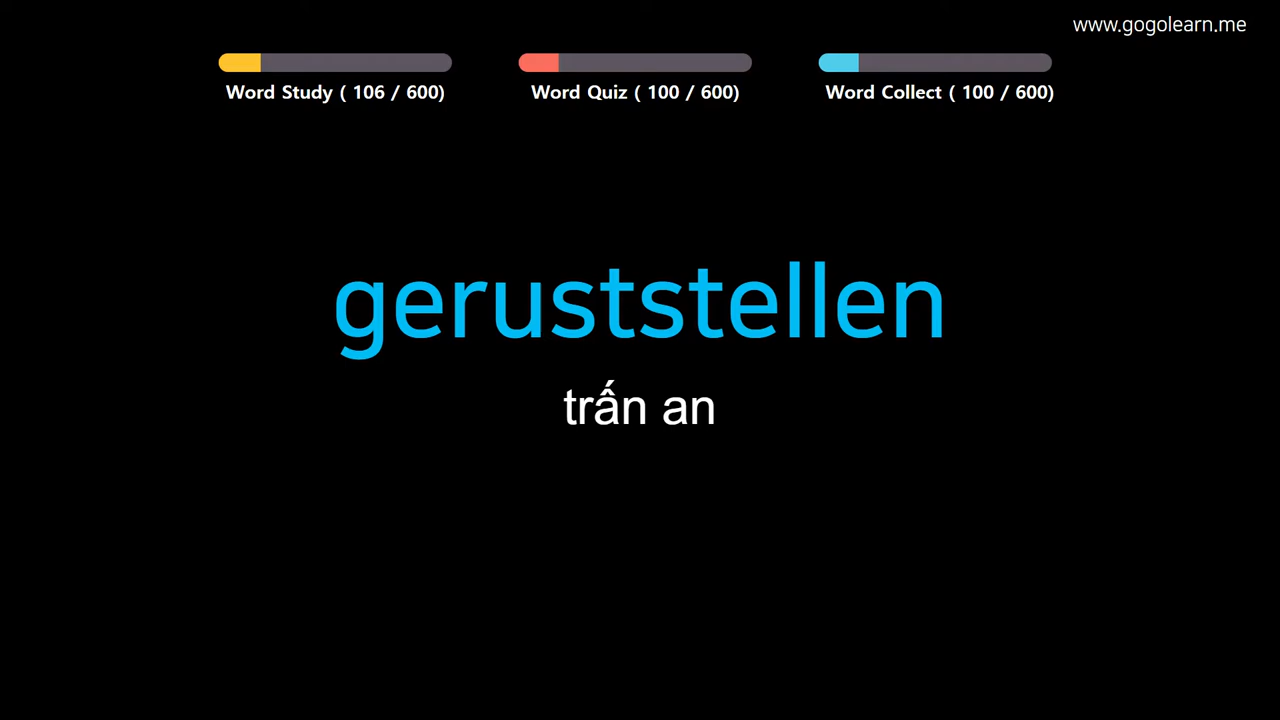 www.gogolearn.me
Word Study ( 106 / 600)
Word Quiz ( 100 / 600)
Word Collect ( 100 / 600)
geruststellen
trấn an